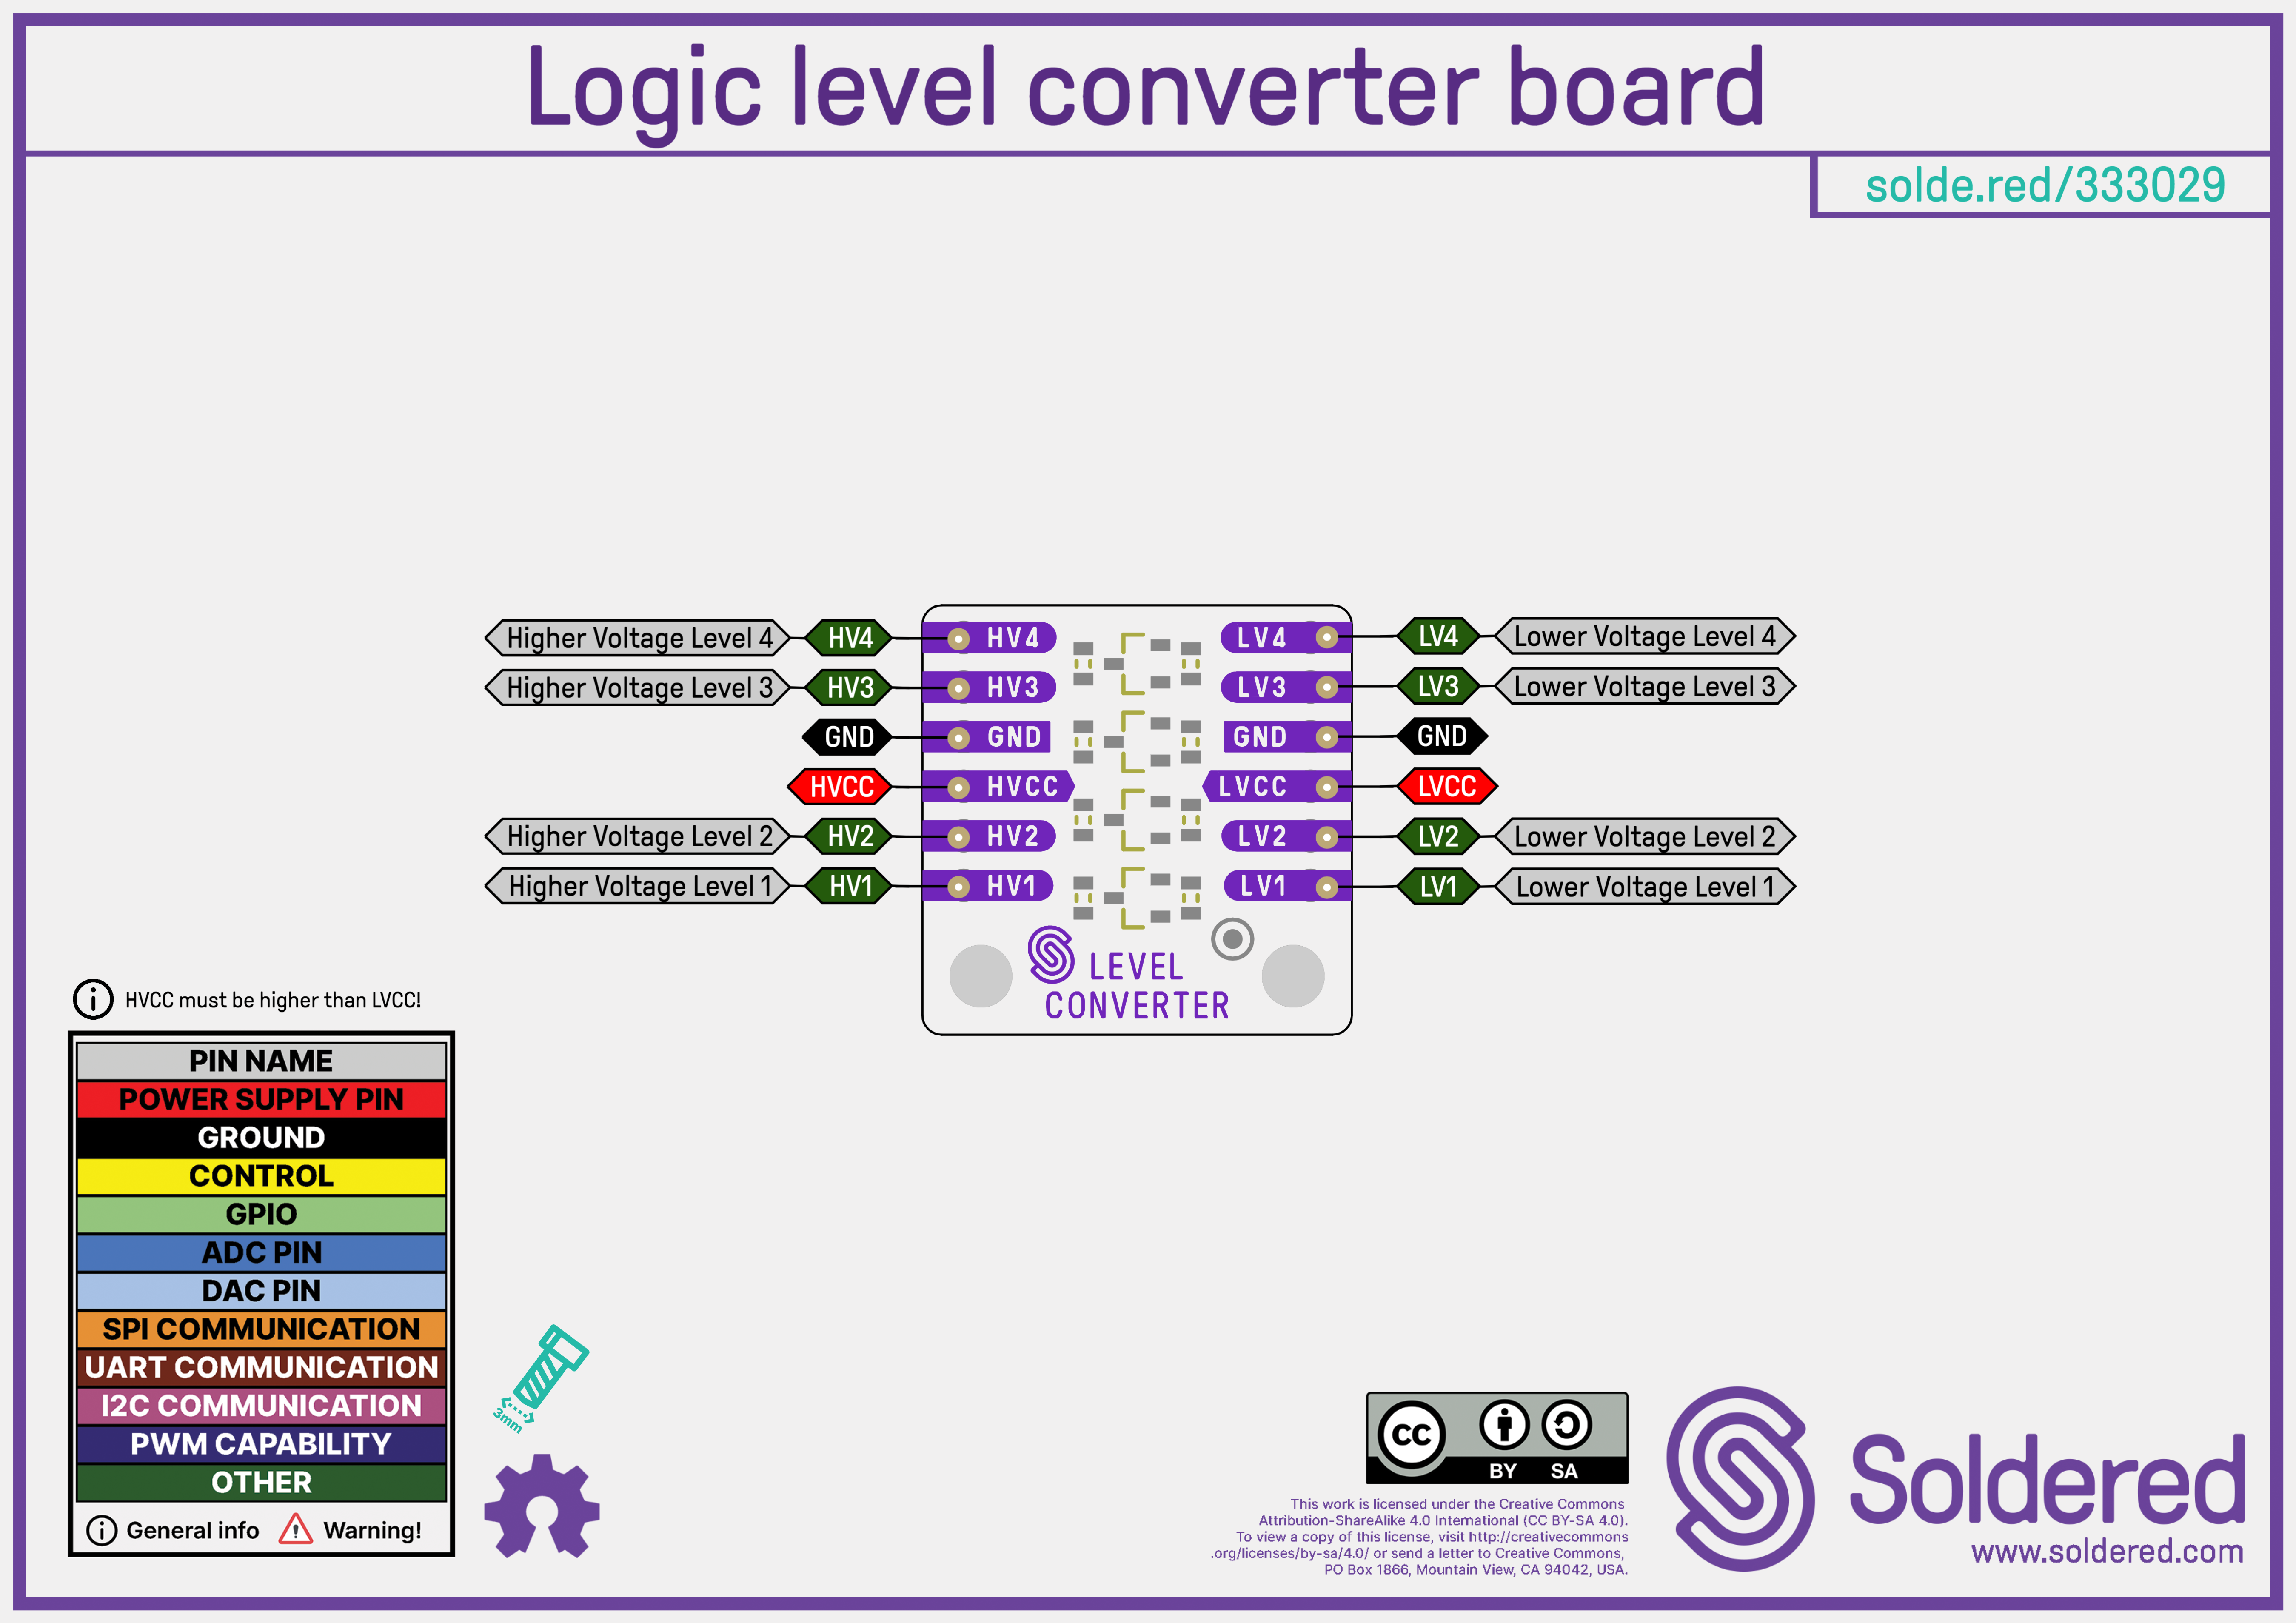 Logic level converter board
solde.red/333029
Higher Voltage Level 4 HV4 HV4 LV4 LV4 Lower Voltage Level 4
Higher Voltage Level 3 HV3 HV3 LV3 LV3 Lower Voltage Level 3
GND GND GND GND
HVCC HVCC LVCC LVCC
Higher Voltage Level 2 HV2 HV2 LV2 LV2 Lower Voltage Level 2
Higher Voltage Level 1 HV1 HV1 LV1 LV1 Lower Voltage Level 1
LEVEL
CONVERTER
HVCC must be higher than LVCC!
PIN NAME
POWER SUPPLY PIN
GROUND
CONTROL
GPIO
ADC PIN
DAC PIN
SPI COMMUNICATION
UART COMMUNICATION
I2C COMMUNICATION
PWM CAPABILITY
OTHER
General info Warning!
3mm
CC BY SA
This work is licensed under the Creative Commons
Attribution-ShareAlike 4.0 International (CC BY-SA 4.0).
To view a copy of this license, visit http://creativecommons
.org/licenses/by-sa/4.0/ or send a letter to Creative Commons,
PO Box 1866, Mountain View, CA 94042, USA.
Soldered
www.soldered.com